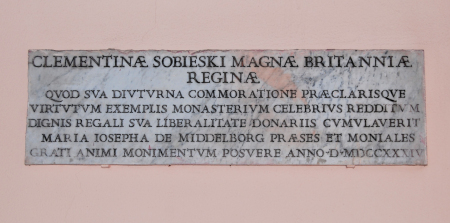 CLEMENTINÆ SOBIESKI MAGNÆ BRITANNIÆ
REGINÆ
QVOD SVA DIVTVRNA COMMORATIONE PRÆCLARISQVE
VIRTVTVM EXEMPLIS MONASTERIVM CELEBRIVS REDDITVM
DIGNIS REGALI SVA LIBERALITATE DONARIIS CVMVLAVERIT
MARIA IOSEPHA DE MIDDELBORG PRÆSES ET MONIALES
GRATI ANIMI MONIMENTVM POSVERE ANNO·D·MDCCXXXIV